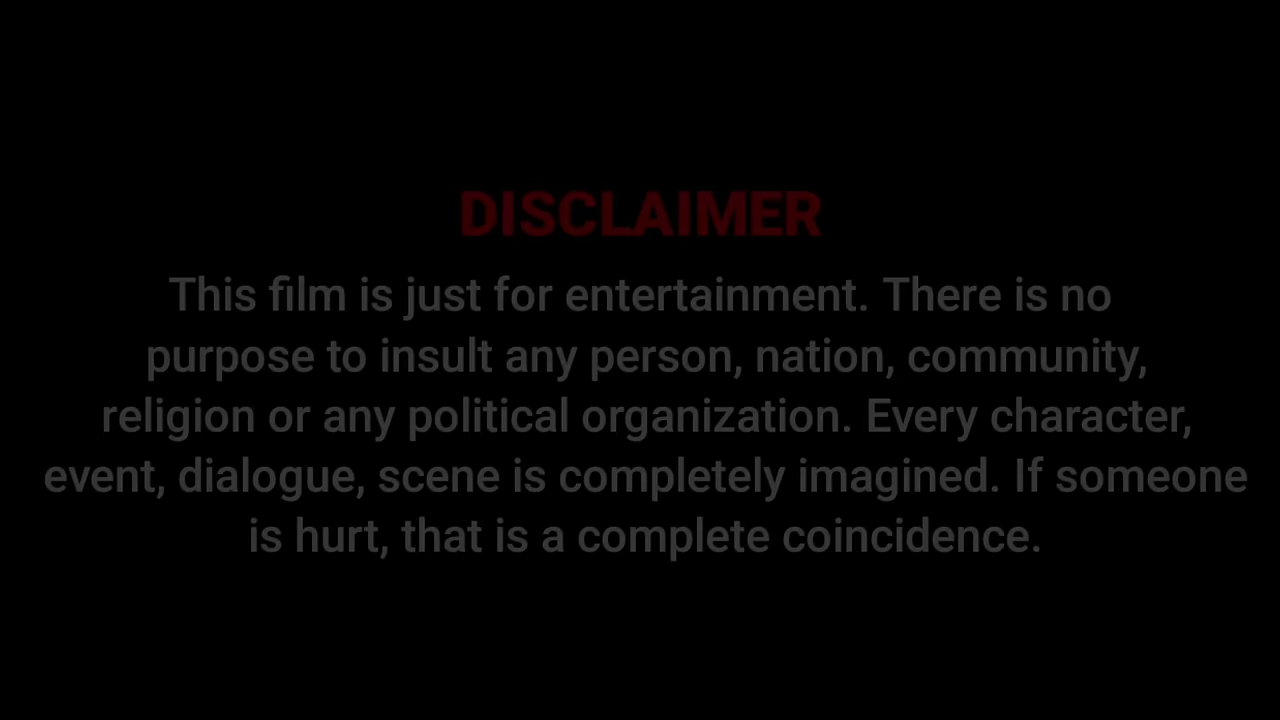 DISCLAIMER
This film is just for entertainment. There is no
purpose to insult any person, nation, community,
religion or any political organization. Every character,
event, dialogue, scene is completely imagined. If someone
is hurt, that is a complete coincidence.